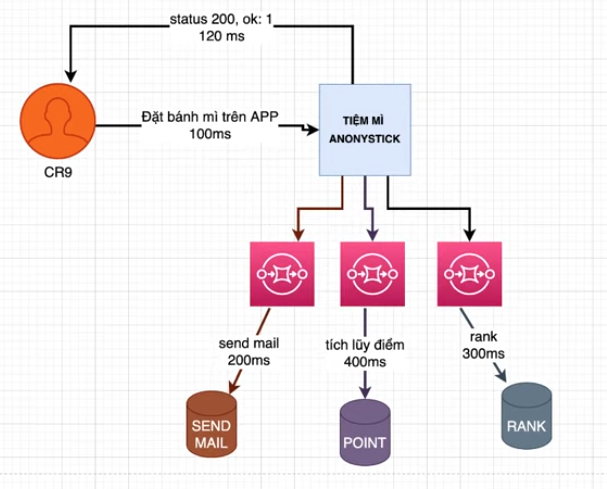 status 200, ok: 1
120 ms
Đặt bánh mì trên APP
100ms
TIỆM MÌ
ANONYSTICK
CR9
send mail
200ms
tích lũy điểm
400ms
rank
300ms
SEND
MAIL
POINT
RANK